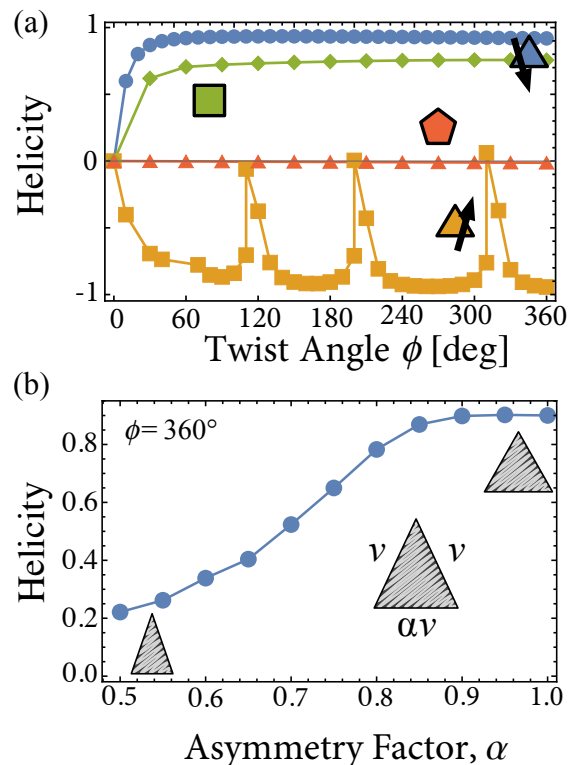 (a)
1
0
-1
Helicity
0 60 120 180 240 300 360
Twist Angle ϕ [deg]
(b)
ϕ= 360°
0.8
0.6
0.4
0.2
0.0
Helicity
ν ν
αν
0.5 0.6 0.7 0.8 0.9 1.0
Asymmetry Factor, α